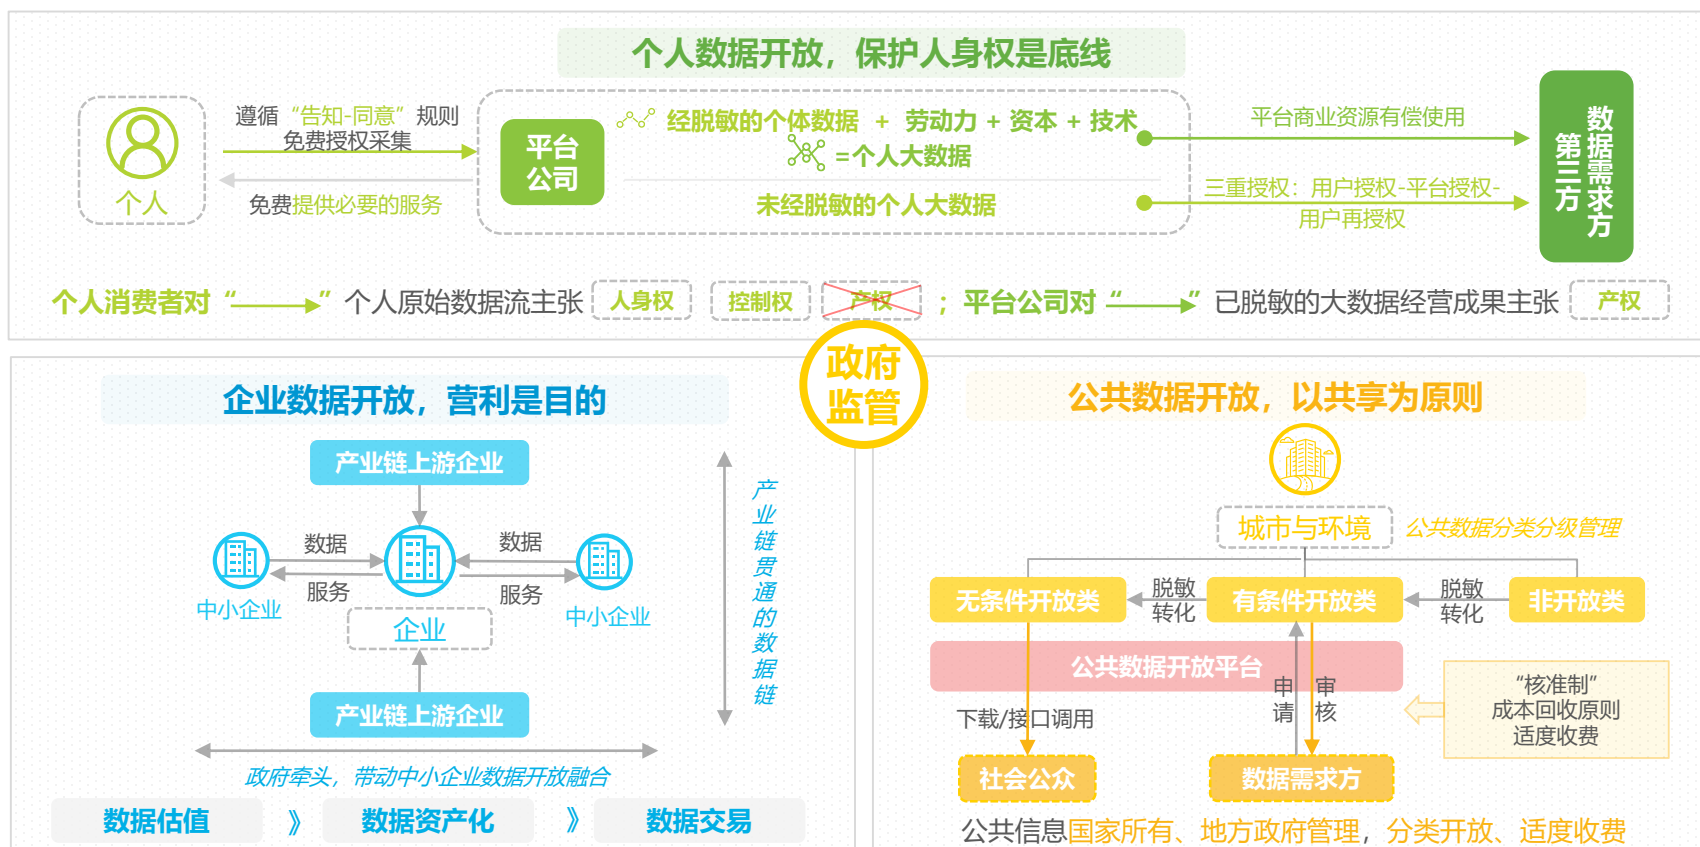 个人数据开放，保护人身权是底线
个人
遵循“告知-同意”规则
免费授权采集
免费提供必要的服务
平台
公司
经脱敏的个体数据 + 劳动力 + 资本 + 技术
=个人大数据
未经脱敏的个人大数据
平台商业资源有偿使用
三重授权：用户授权-平台授权-
用户再授权
数据需求方
第三方
个人消费者对“ ”个人原始数据流主张 人身权 控制权 产权 ；平台公司对“ ”已脱敏的大数据经营成果主张 产权
政府
监管
企业数据开放，营利是目的
产业链上游企业
数据
数据
服务
服务
中小企业
中小企业
企业
产业链上游企业
产业链贯通的数据链
政府牵头，带动中小企业数据开放融合
数据估值 》 数据资产化 》 数据交易
公共数据开放，以共享为原则
城市与环境
公共数据分类分级管理
无条件开放类
脱敏
转化
有条件开放类
脱敏
转化
非开放类
公共数据开放平台
申请
审核
下载/接口调用
“核准制”
成本回收原则
适度收费
社会公众
数据需求方
公共信息国家所有、地方政府管理，分类开放、适度收费